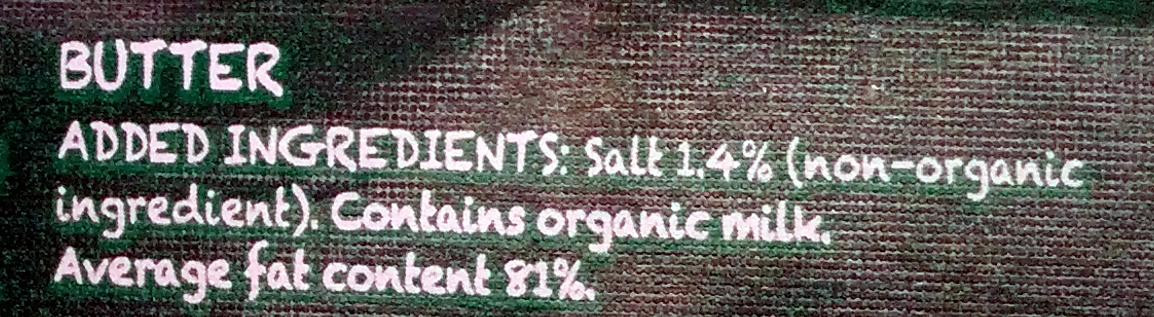 BUTTER
ADDED INGREDIENTS: Salt 1.4% (non-organic
ingredient). Contains organic milk.
Average fat content 81%.